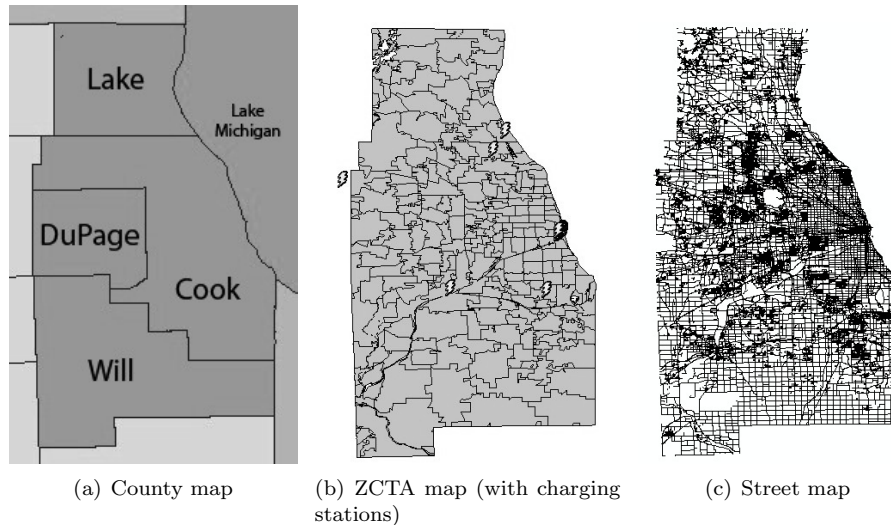 Lake
Lake
Michigan
DuPage
Cook
Will
(a) County map
(b) ZCTA map (with charging
stations)
(c) Street map